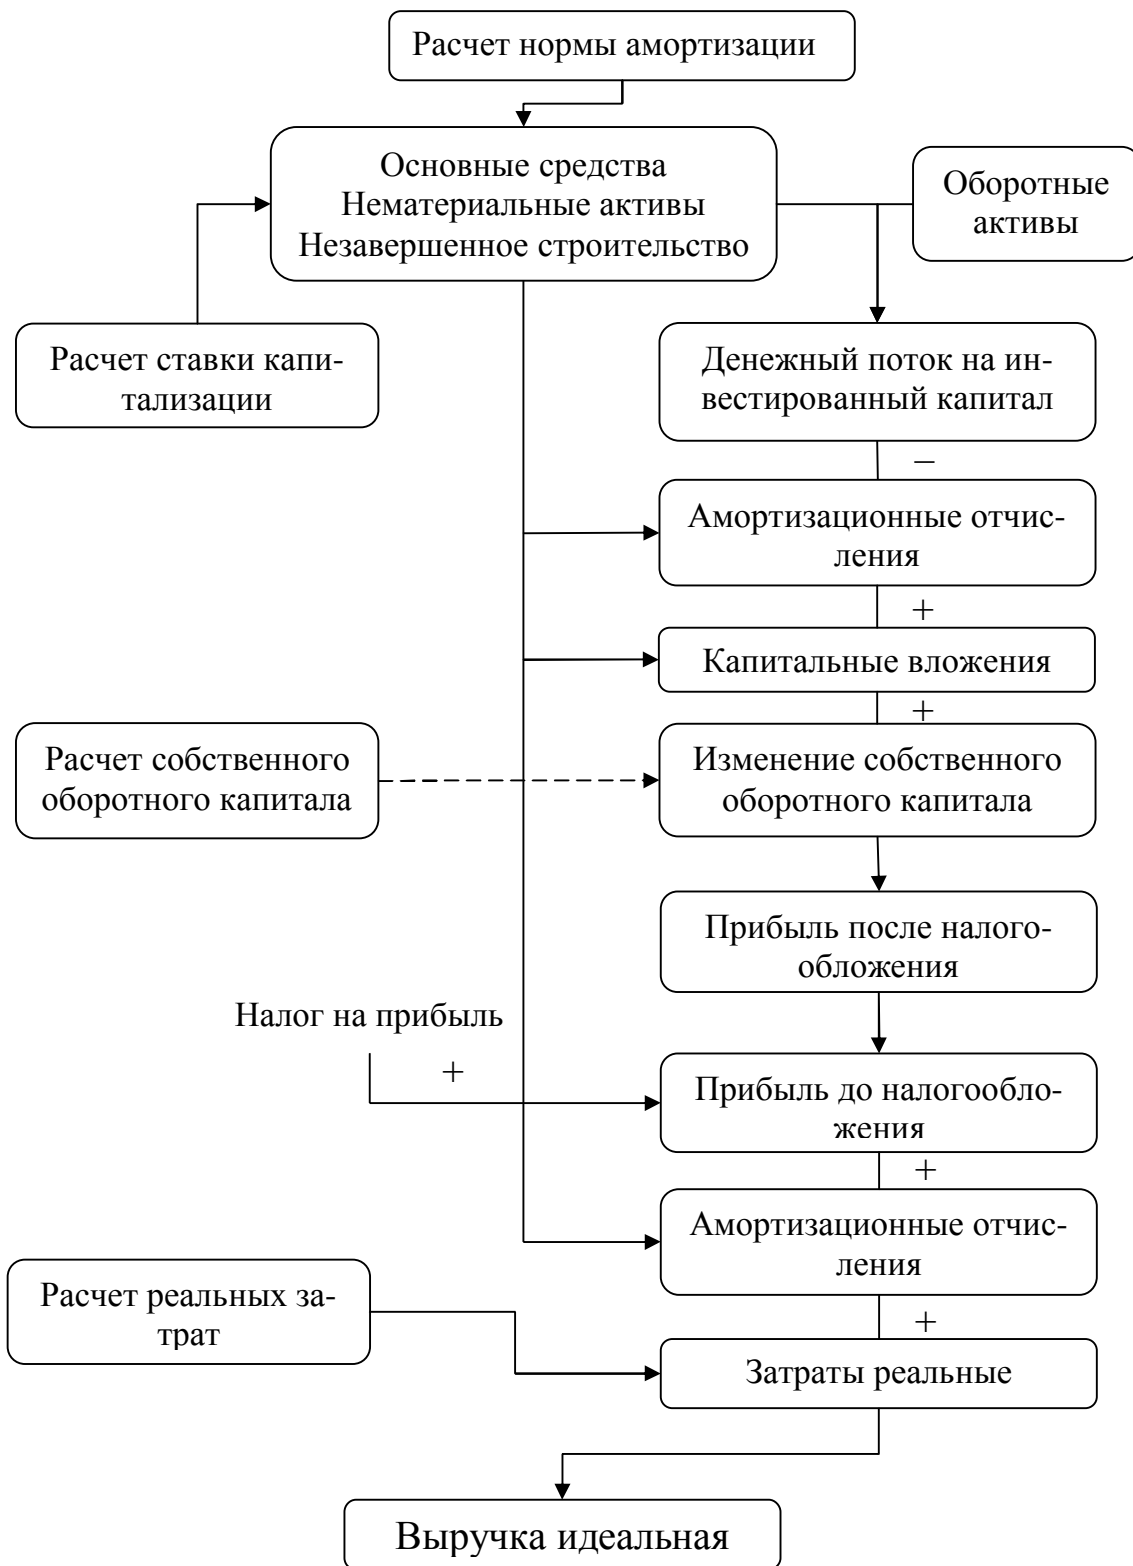 Расчет нормы амортизации
Основные средства
Нематериальные активы
Незавершенное строительство
Оборотные
активы
Расчет ставки капи-
тализации
Денежный поток на ин-
вестированный капитал
–
Амортизационные отчис-
ления
+
Капитальные вложения
+
Расчет собственного
оборотного капитала
Изменение собственного
оборотного капитала
Прибыль после налого-
обложения
Налог на прибыль
+
Прибыль до налогообло-
жения
+
Амортизационные отчис-
ления
Расчет реальных за-
трат
+
Затраты реальные
Выручка идеальная